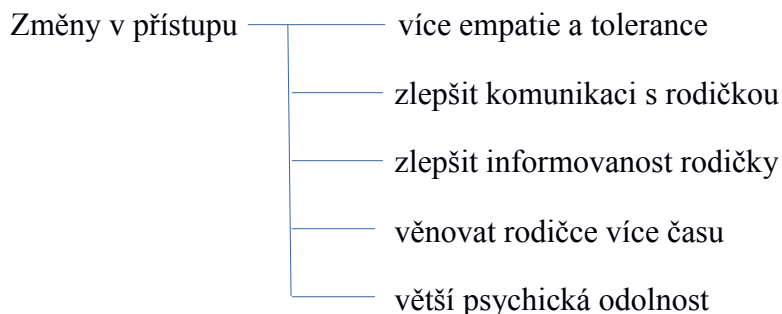 Změny v přístupu
více empatie a tolerance
zlepšit komunikaci s rodičkou
zlepšit informovanost rodičky
věnovat rodičce více času
větší psychická odolnost